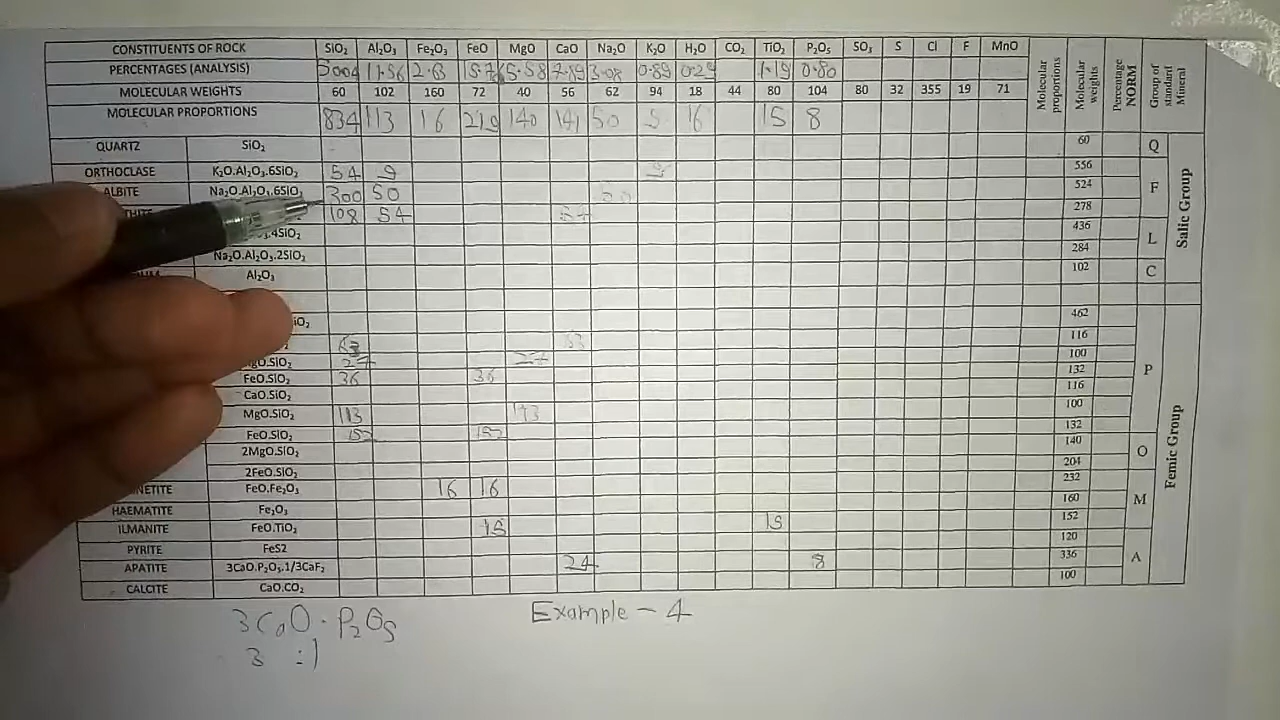 CONSTITUENTS OF ROCK SiO₂ Al₂O₃ Fe₂O₃ FeO MgO CaO Na₂O K₂O H₂O CO₂ TiO₂ P₂O₅ SO₃ S Cl F MnO Molecular proportions Molecular weights Percentage NORM Group of standard Mineral
PERCENTAGES (ANALYSIS) 5004 11.56 2.63 15.76 5.58 7.89 3.08 0.89 0.29 1.19 0.80
MOLECULAR WEIGHTS 60 102 160 72 40 56 62 94 18 44 80 104 80 32 355 19 71
MOLECULAR PROPORTIONS 834 113 16 219 140 141 50 9 16 15 8
QUARTZ SiO₂ 60 Q
ORTHOCLASE K₂O.Al₂O₃.6SiO₂ 54 9 9 556
ALBITE Na₂O.Al₂O₃.6SiO₂ 300 50 50 524 F
108 54 54 278
.4SiO₂ 436
Na₂O.Al₂O₃.2SiO₂ 284 L
Al₂O₃ 102 C
Salic Group
iO₂ 462
63 63 116
MgO.SiO₂ 27 27 100
FeO.SiO₂ 36 36 132 P
CaO.SiO₂ 116
MgO.SiO₂ 113 113 100
FeO.SiO₂ 152 152 132
2MgO.SiO₂ 140 O
2FeO.SiO₂ 204
NETITE FeO.Fe₂O₃ 16 16 232
HAEMATITE Fe₂O₃ 160 M
ILMANITE FeO.TiO₂ 15 15 152
PYRITE FeS2 120
APATITE 3CaO.P₂O₅.1/3CaF₂ 24 8 336 A
CALCITE CaO.CO₂ 100
Femic Group
3CaO.P₂O₅ Example - 4
3 : 1